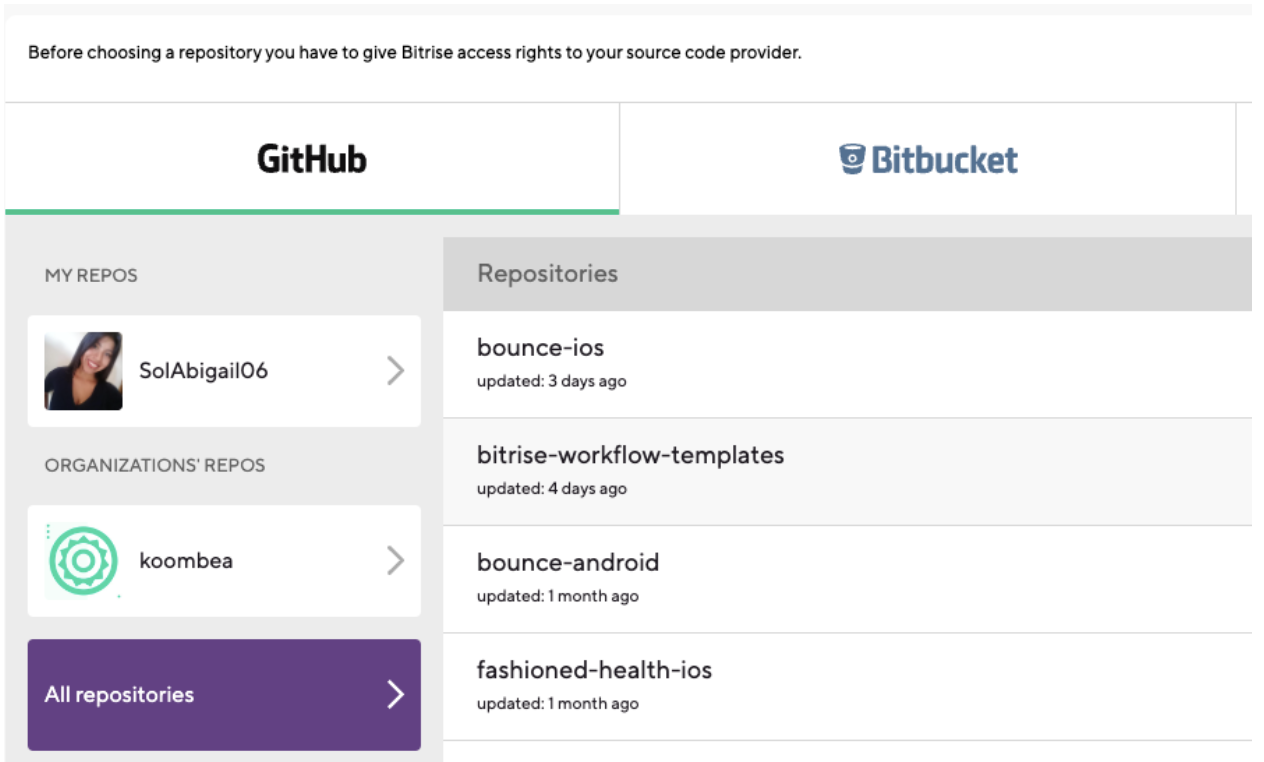 Before choosing a repository you have to give Bitrise access rights to your source code provider.
GitHub
Bitbucket
MY REPOS
SolAbigail06
ORGANIZATIONS' REPOS
koombea
All repositories
Repositories
bounce-ios
updated: 3 days ago
bitrise-workflow-templates
updated: 4 days ago
bounce-android
updated: 1 month ago
fashioned-health-ios
updated: 1 month ago